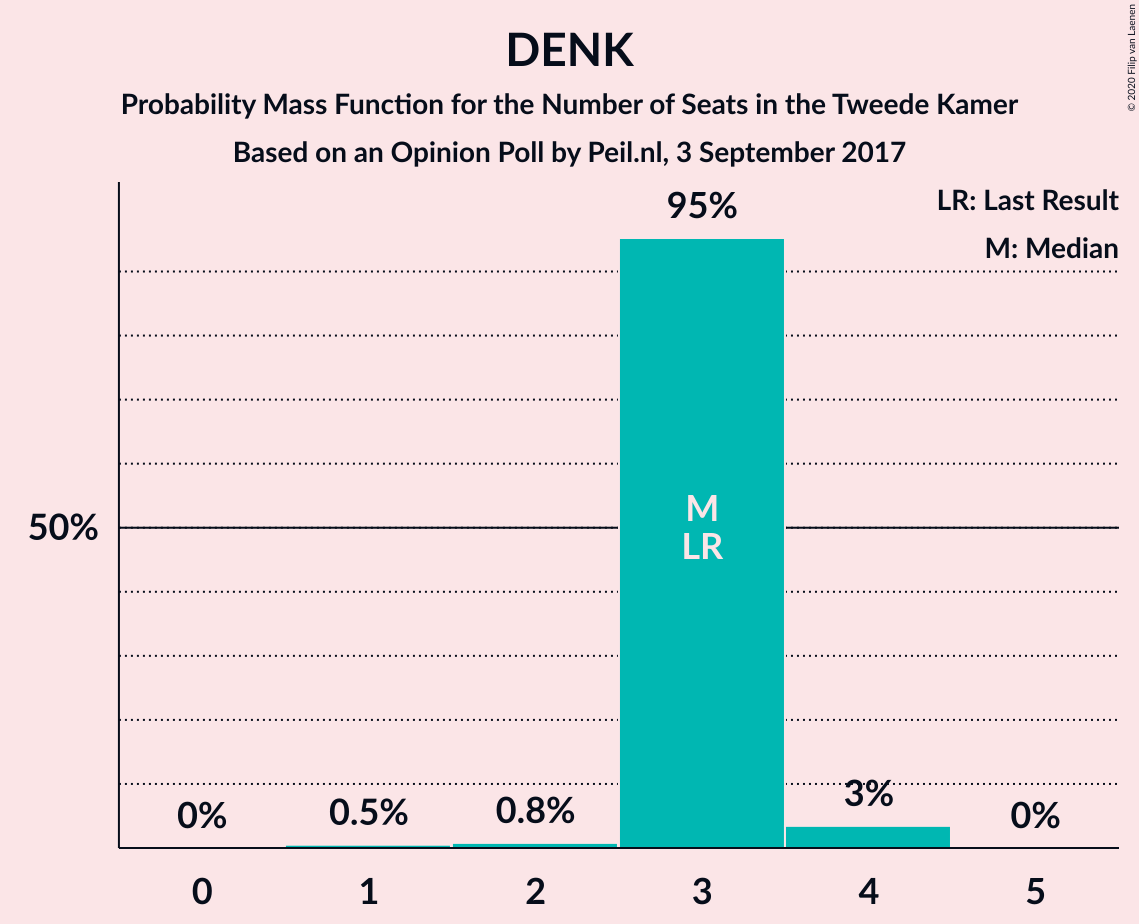 DENK
Probability Mass Function for the Number of Seats in the Tweede Kamer
Based on an Opinion Poll by Peil.nl, 3 September 2017
© 2020 Filip van Laenen
LR: Last Result
M: Median
95%
50%
M
LR
0%
0.5%
0.8%
3%
0%
0
1
2
3
4
5